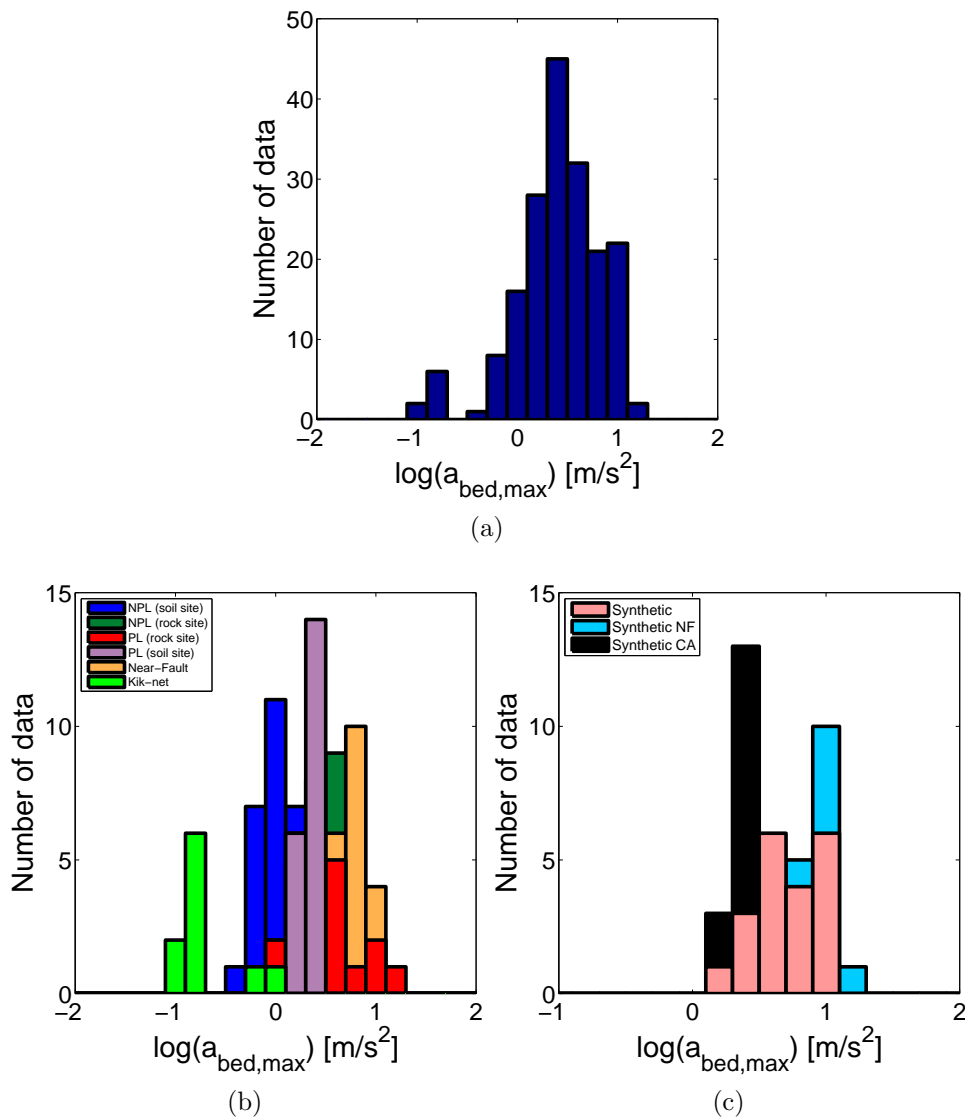 50
40
30
20
10
0
Number of data
−2 −1 0 1 2
log(a_bed,max) [m/s^2]
(a)
15
10
5
0
Number of data
NPL (soil site)
NPL (rock site)
PL (rock site)
PL (soil site)
Near−Fault
Kik−net
−2 −1 0 1 2
log(a_bed,max) [m/s^2]
(b)
15
10
5
0
Number of data
Synthetic
Synthetic NF
Synthetic CA
−1 0 1 2
log(a_bed,max) [m/s^2]
(c)